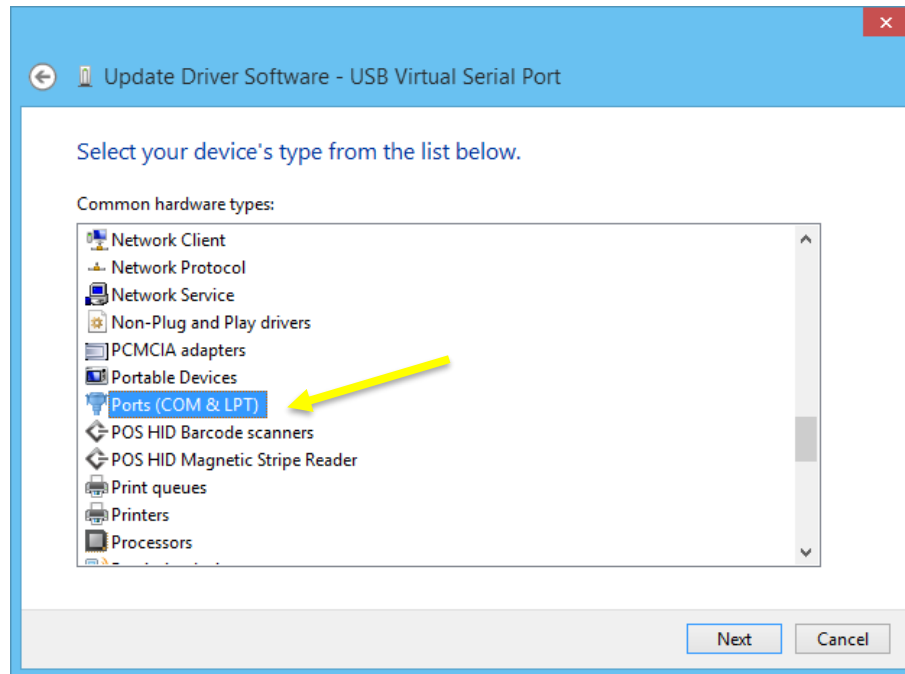 Update Driver Software - USB Virtual Serial Port
Select your device's type from the list below.
Common hardware types:
Network Client
Network Protocol
Network Service
Non-Plug and Play drivers
PCMCIA adapters
Portable Devices
Ports (COM & LPT)
POS HID Barcode scanners
POS HID Magnetic Stripe Reader
Print queues
Printers
Processors
Next Cancel